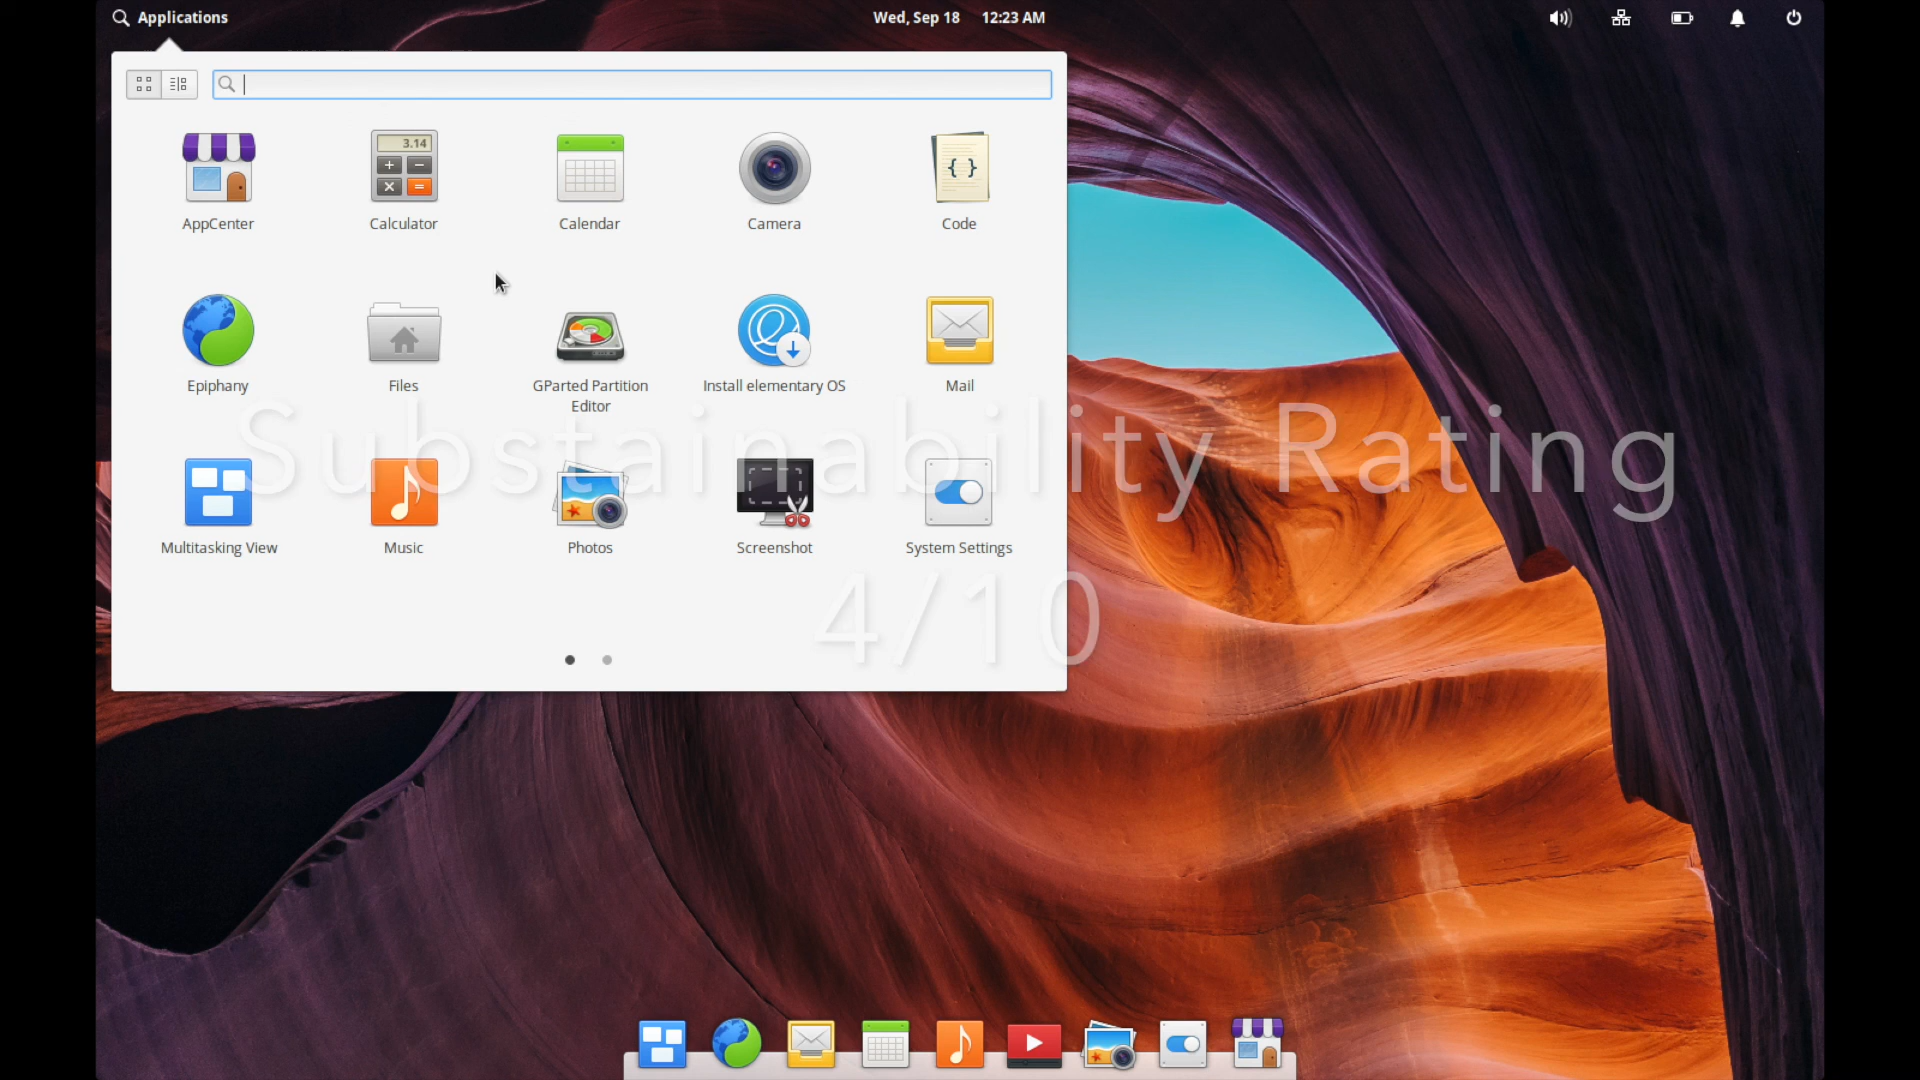 Applications
Wed, Sep 18 12:23 AM
3.14
AppCenter
Calculator
Calendar
Camera
Code
Epiphany
Files
GParted Partition
Editor
Install elementary OS
Mail
Substainability Rating
Multitasking View
Music
Photos
Screenshot
System Settings
4/10